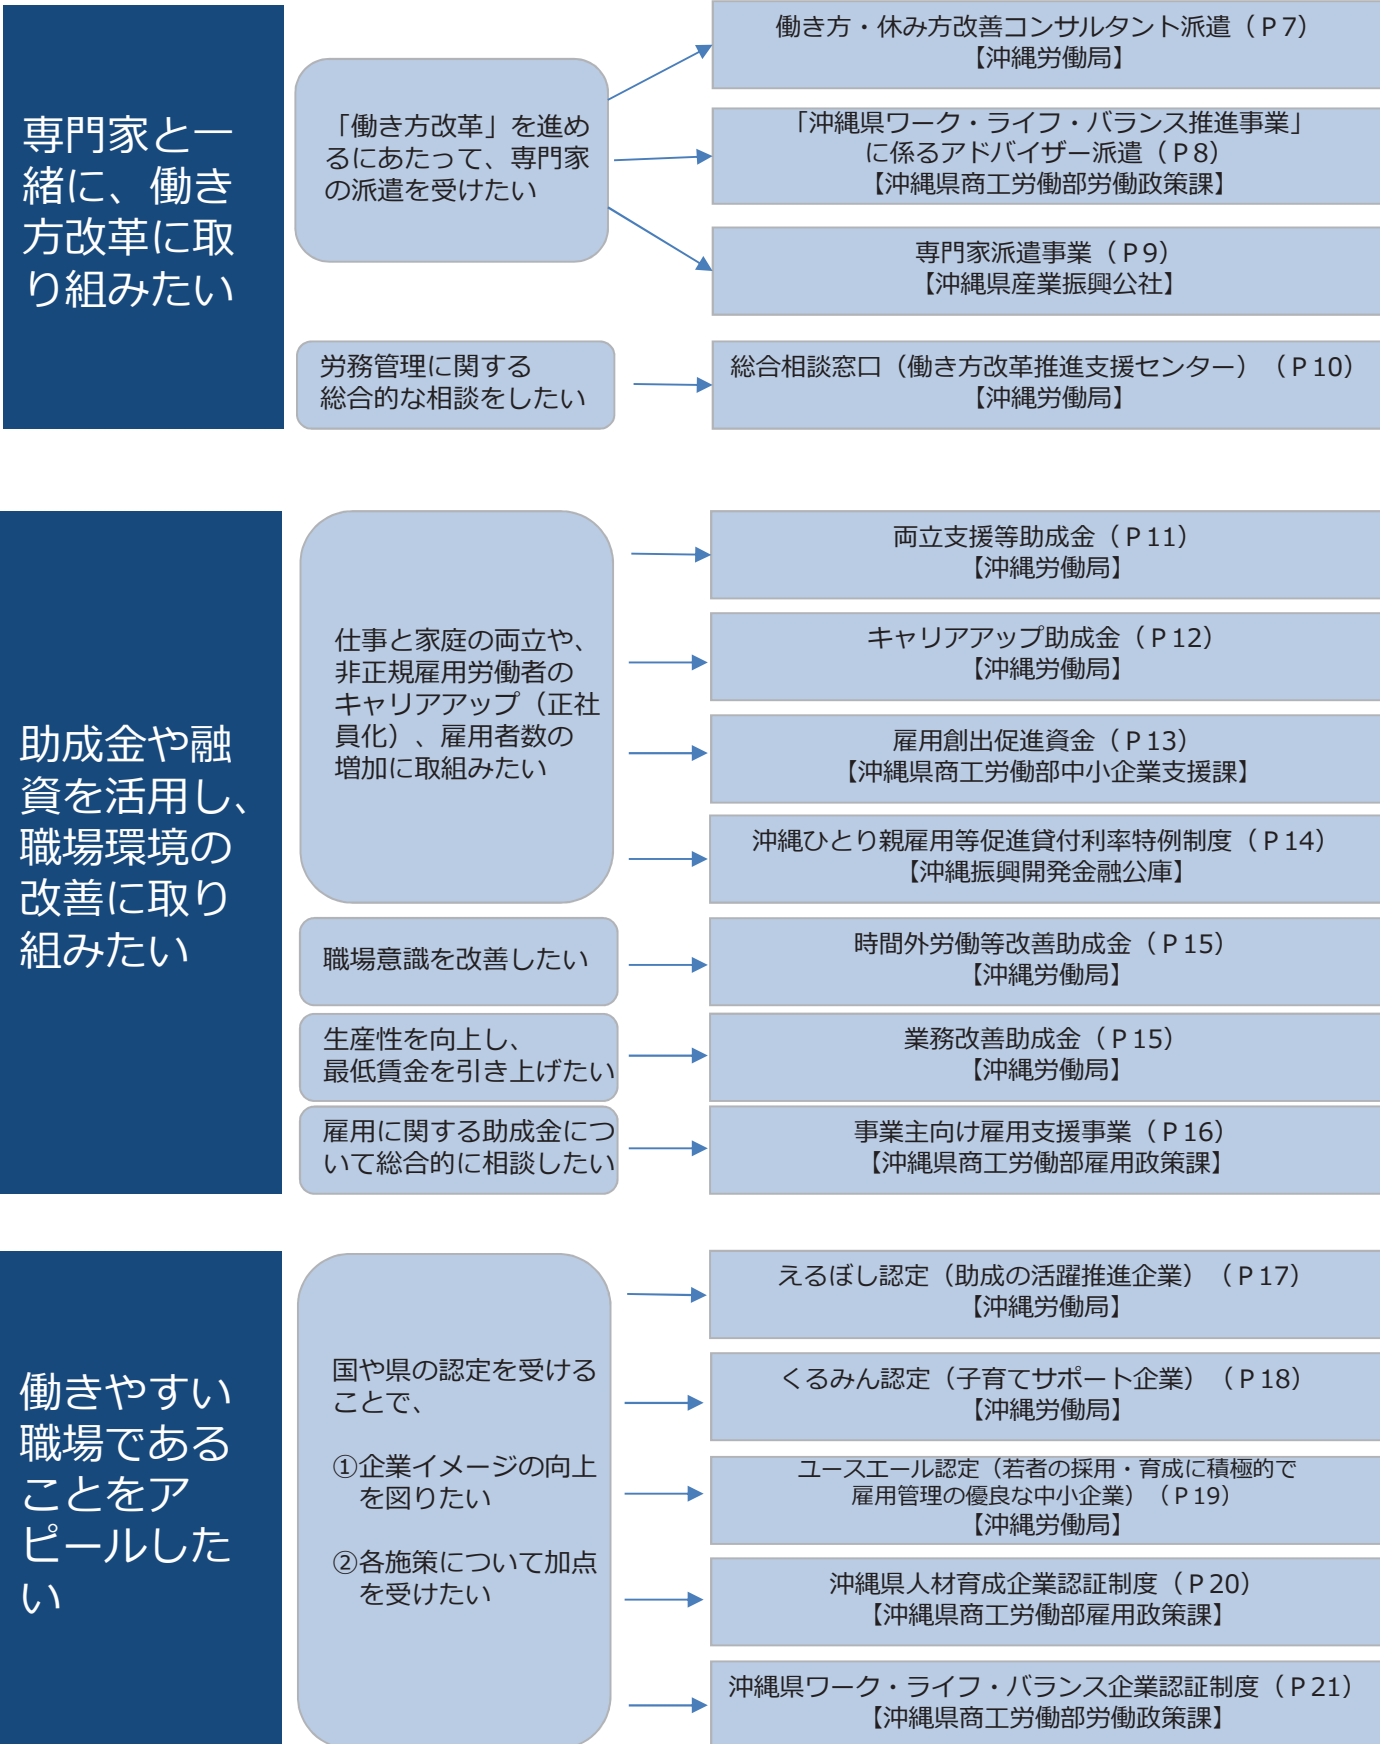 専門家と一
緒に、働き
方改革に取
り組みたい
「働き方改革」を進め
るにあたって、専門家
の派遣を受けたい
働き方・休み方改善コンサルタント派遣（Ｐ7）
【沖縄労働局】
「沖縄県ワーク・ライフ・バランス推進事業」
に係るアドバイザー派遣（Ｐ8）
【沖縄県商工労働部労働政策課】
専門家派遣事業（Ｐ9）
【沖縄県産業振興公社】
労務管理に関する
総合的な相談をしたい
総合相談窓口（働き方改革推進支援センター）（Ｐ10）
【沖縄労働局】
助成金や融
資を活用し、
職場環境の
改善に取り
組みたい
仕事と家庭の両立や、
非正規雇用労働者の
キャリアアップ（正社
員化）、雇用者数の
増加に取組みたい
両立支援等助成金（Ｐ11）
【沖縄労働局】
キャリアアップ助成金（Ｐ12）
【沖縄労働局】
雇用創出促進資金（Ｐ13）
【沖縄県商工労働部中小企業支援課】
沖縄ひとり親雇用等促進貸付利率特例制度（Ｐ14）
【沖縄振興開発金融公庫】
職場意識を改善したい
時間外労働等改善助成金（Ｐ15）
【沖縄労働局】
生産性を向上し、
最低賃金を引き上げたい
業務改善助成金（Ｐ15）
【沖縄労働局】
雇用に関する助成金につ
いて総合的に相談したい
事業主向け雇用支援事業（Ｐ16）
【沖縄県商工労働部雇用政策課】
働きやすい
職場である
ことをア
ピールした
い
国や県の認定を受ける
ことで、
①企業イメージの向上
を図りたい
②各施策について加点
を受けたい
えるぼし認定（助成の活躍推進企業）（Ｐ17）
【沖縄労働局】
くるみん認定（子育てサポート企業）（Ｐ18）
【沖縄労働局】
ユースエール認定（若者の採用・育成に積極的で
雇用管理の優良な中小企業）（Ｐ19）
【沖縄労働局】
沖縄県人材育成企業認証制度（Ｐ20）
【沖縄県商工労働部雇用政策課】
沖縄県ワーク・ライフ・バランス企業認証制度（Ｐ21）
【沖縄県商工労働部労働政策課】